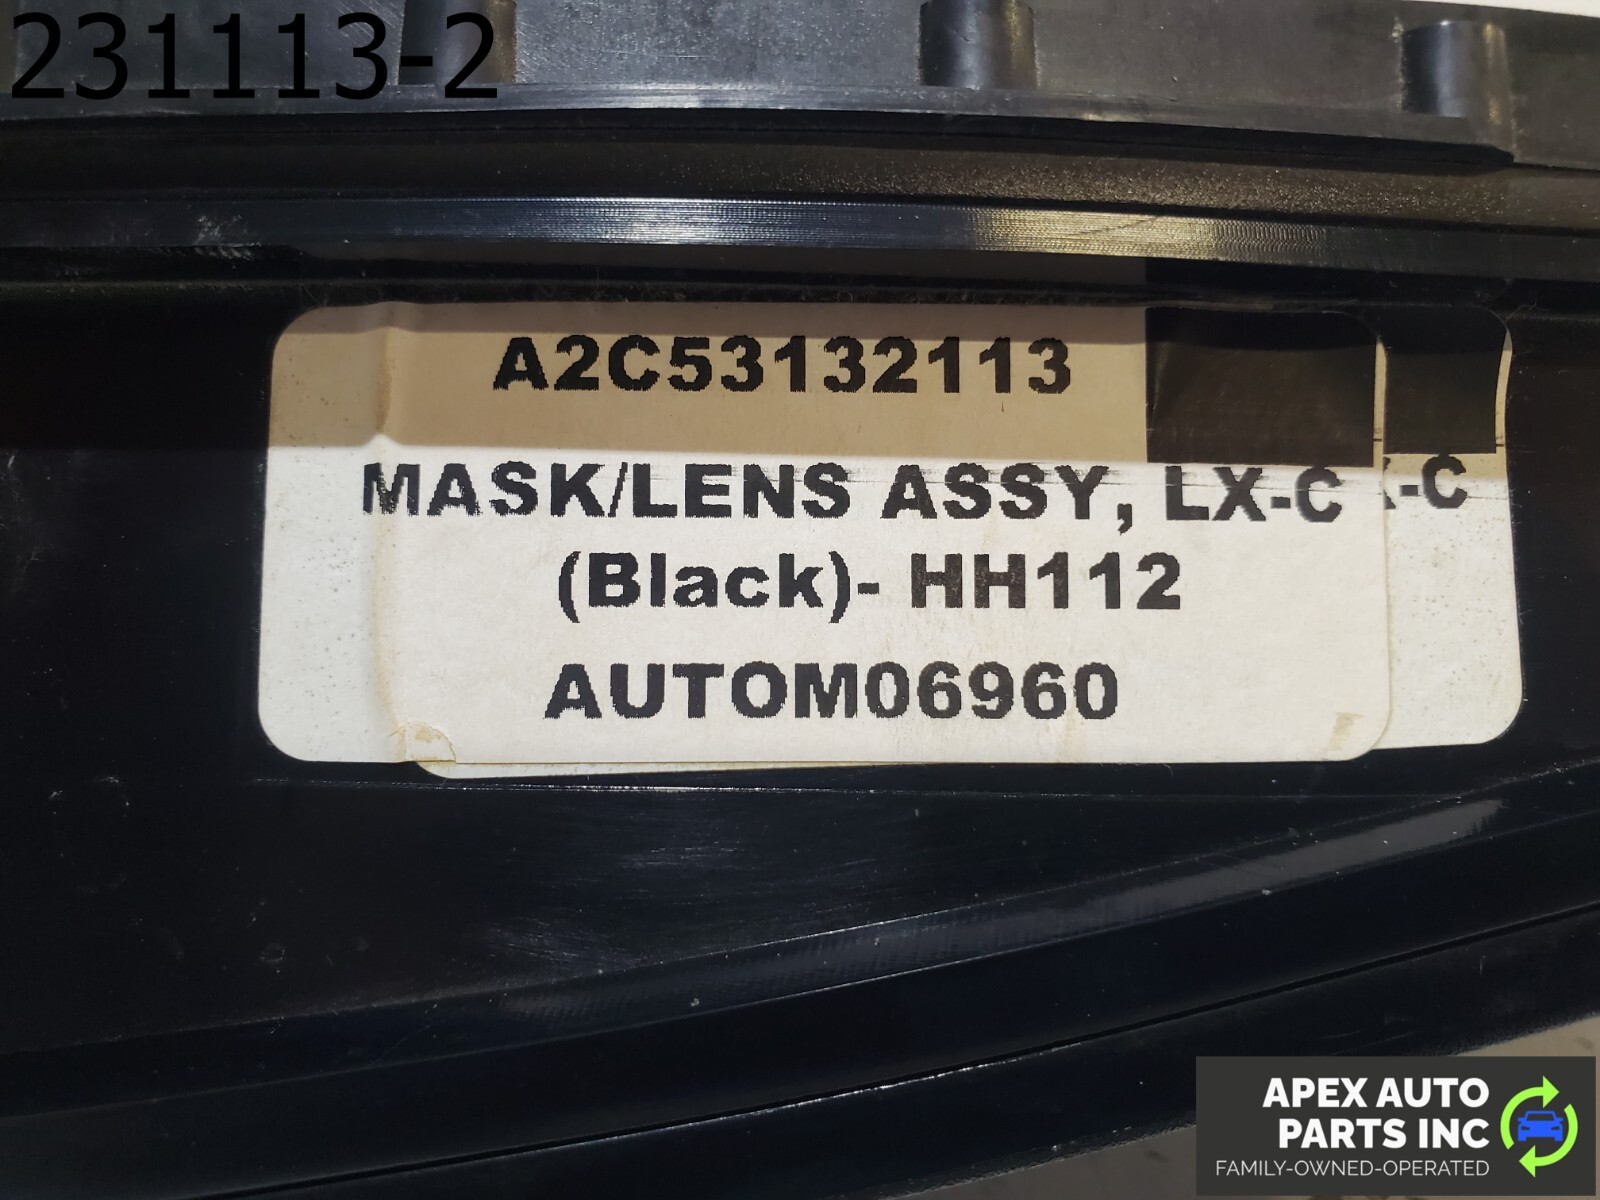 231113-2
A2C53132113
MASK/LENS ASSY, LX-C
-C
(Black)- HH112
AUTOM06960
APEX AUTO
PARTS INC
FAMILY-OWNED-OPERATED